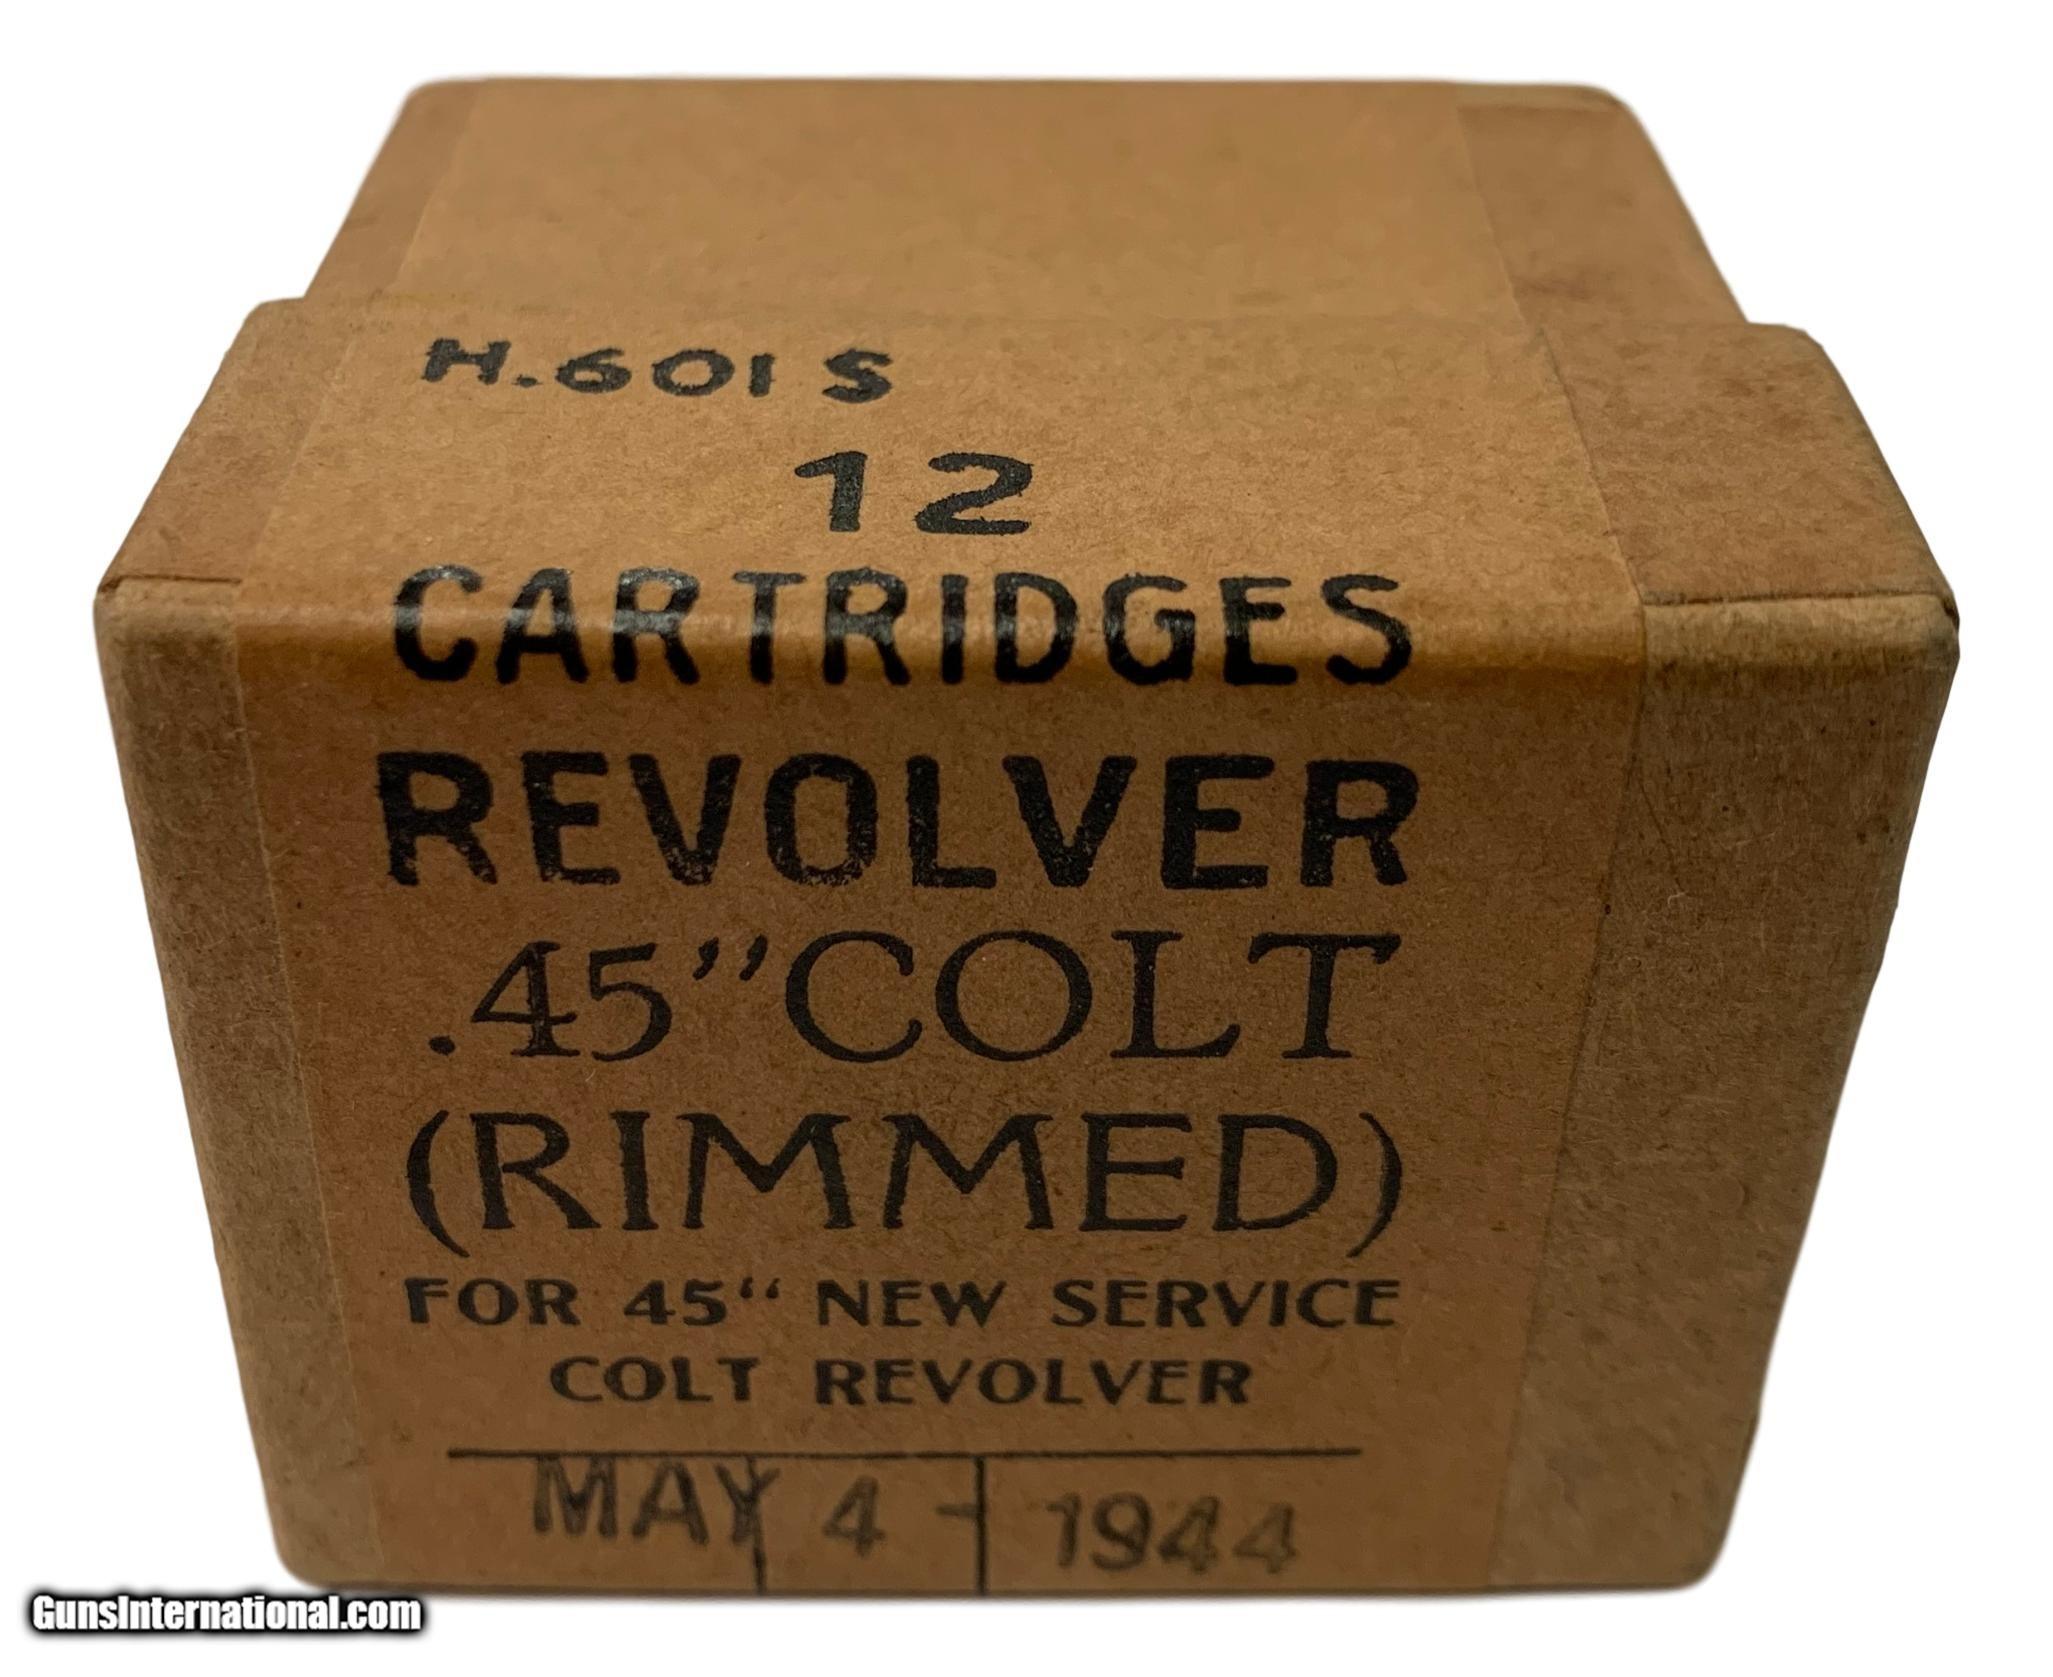 H.601 S
12
CARTRIDGES
REVOLVER
.45” COLT
(RIMMED)
FOR 45“ NEW SERVICE
COLT REVOLVER
MAY 4 - 1944
GunsInternational.com